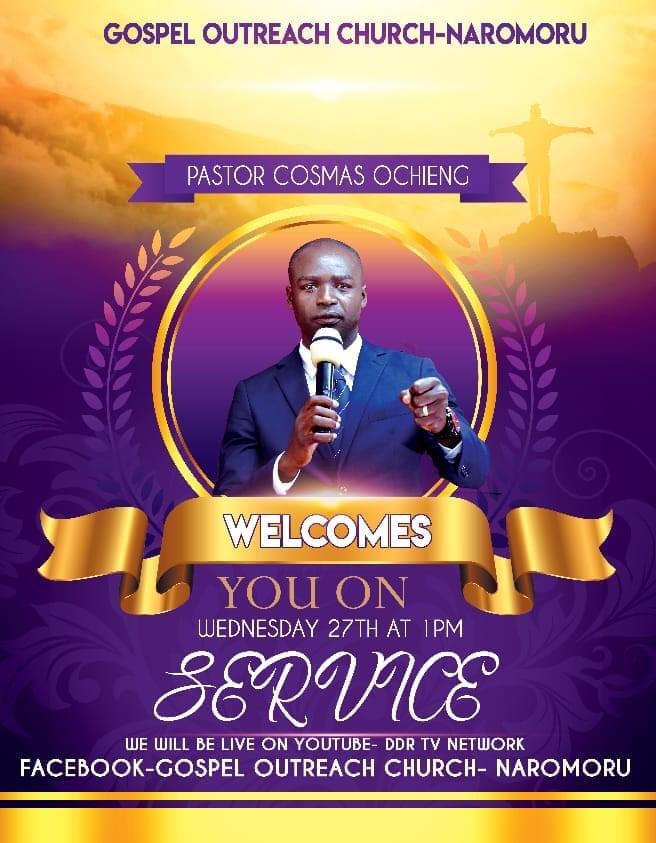 GOSPEL OUTREACH CHURCH-NAROMORU
PASTOR COSMAS OCHIENG
WELCOMES
YOU ON
WEDNESDAY 27TH AT 1PM
SERVICE
WE WILL BE LIVE ON YOUTUBE- DDR TV NETWORK
FACEBOOK-GOSPEL OUTREACH CHURCH- NAROMORU